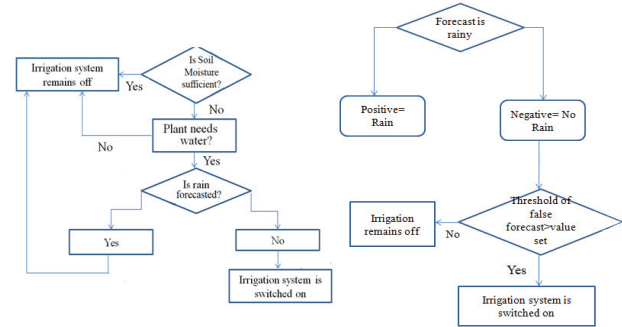 Irrigation system
remains off
Is Soil
Moisture
sufficient?
Yes
No
Plant needs
water?
No
Yes
Is rain
forecasted?
Yes
No
Irrigation system is
switched on
Forecast is
rainy
Positive=
Rain
Negative= No
Rain
Threshold of
false
forecast>value
set
Irrigation
remains off
No
Yes
Irrigation system is
switched on